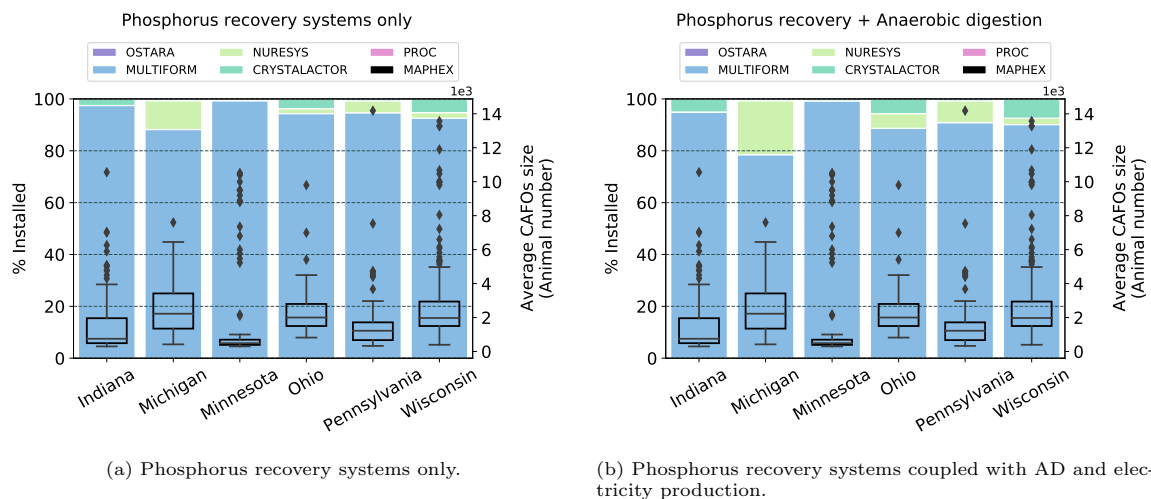 Phosphorus recovery systems only
OSTARA NURESYS PROC
MULTIFORM CRYSTALACTOR MAPHEX
1e3
% Installed
100
80
60
40
20
0
14
12
10
8
6
4
2
0
Average CAFOs size
(Animal number)
Indiana
Michigan
Minnesota
Ohio
Pennsylvania
Wisconsin
(a) Phosphorus recovery systems only.
Phosphorus recovery + Anaerobic digestion
OSTARA NURESYS PROC
MULTIFORM CRYSTALACTOR MAPHEX
1e3
% Installed
100
80
60
40
20
0
14
12
10
8
6
4
2
0
Average CAFOs size
(Animal number)
Indiana
Michigan
Minnesota
Ohio
Pennsylvania
Wisconsin
(b) Phosphorus recovery systems coupled with AD and elec-
tricity production.